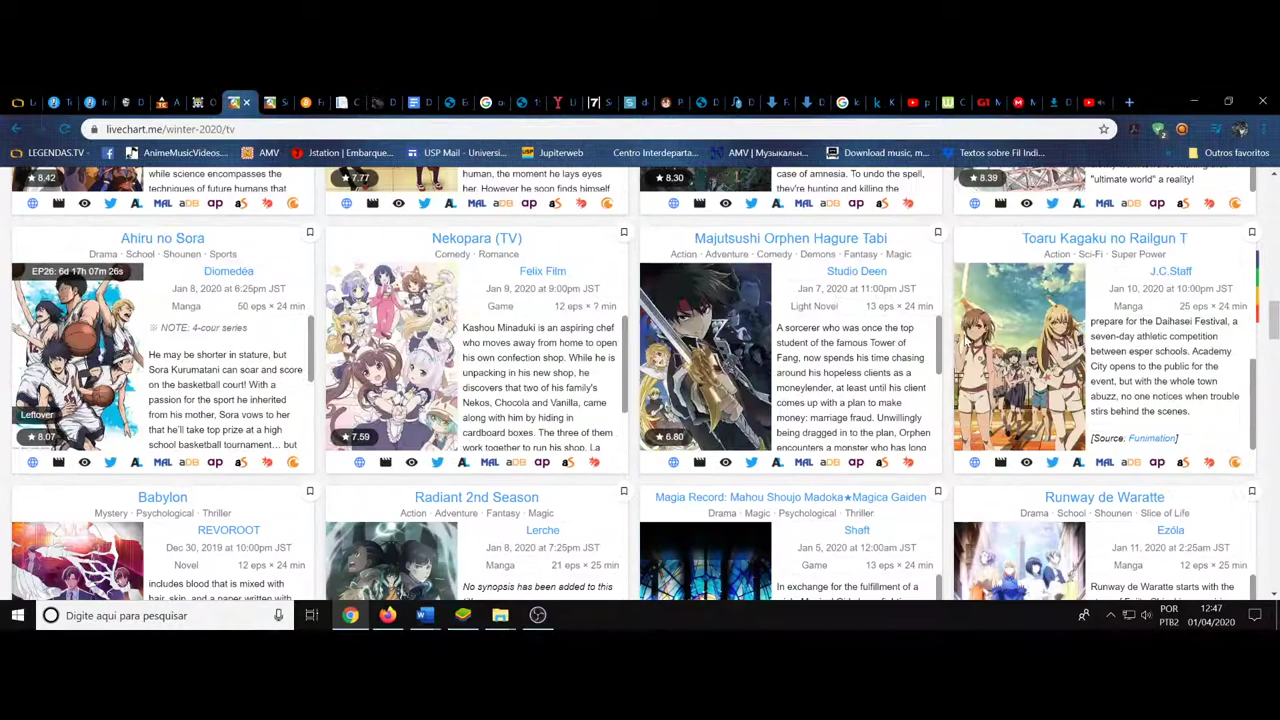 livechart.me/winter-2020/tv
LEGENDAS.TV -
AnimeMusicVideos...
AMV
Jstation | Embarque...
USP Mail - Universi...
Jupiterweb
Centro Interdeparta...
AMV | Музыкальн...
Download music, m...
Textos sobre Fil Indi...
»
Outros favoritos
★ 8,42
while science encompasses the
techniques of future humans that
★ 7.77
human, the moment he lays eyes
her. However he soon finds himself
★ 8.30
of amnesia. To undo the spell,
they're hunting and killing the
★ 8.39
"ultimate world" a reality!
Ahiru no Sora
Drama · School · Shounen · Sports
EP26: 6d 17h 07m 26s
Diomedéa
Jan 8, 2020 at 6:25pm JST
Manga 50 eps × 24 min
※ NOTE: 4-cour series
He may be shorter in stature, but
Sora Kurumatani can soar and score
on the basketball court! With a
passion for the sport he inherited
from his mother, Sora vows to her
that he'll take top prize at a high
school basketball tournament… but
Leftover
★ 8.07
Nekopara (TV)
Comedy · Romance
Felix Film
Jan 9, 2020 at 9:00pm JST
Game 12 eps × ? min
Kashou Minaduki is an aspiring chef
who moves away from home to open
his own confection shop. While he is
unpacking in his new shop, he
discovers that two of his family's
Nekos, Chocola and Vanilla, came
along with him by hiding in
cardboard boxes. The three of them
work together to run his shop, La
★ 7.59
Majutsushi Orphen Hagure Tabi
Action · Adventure · Comedy · Demons · Fantasy · Magic
Studio Deen
Jan 7, 2020 at 11:00pm JST
Light Novel 13 eps × 24 min
A sorcerer who was once the top
student of the famous Tower of
Fang, now spends his time chasing
around his hopeless clients as a
moneylender, at least until his client
comes up with a plan to make
money: marriage fraud. Unwillingly
being dragged in to the plan, Orphen
encounters a monster who has long
★ 6.80
Toaru Kagaku no Railgun T
Action · Sci-Fi · Super Power
J.C.Staff
Jan 10, 2020 at 10:00pm JST
Manga 25 eps × 24 min
prepare for the Daihasei Festival, a
seven-day athletic competition
between esper schools. Academy
City opens to the public for the
event, but with the whole town
abuzz, no one notices when trouble
stirs behind the scenes.
[Source: Funimation]
Babylon
Mystery · Psychological · Thriller
REVOROOT
Dec 30, 2019 at 10:00pm JST
Novel 12 eps × 24 min
includes blood that is mixed with
hair, skin, and a paper written with
Radiant 2nd Season
Action · Adventure · Fantasy · Magic
Lerche
Jan 8, 2020 at 7:25pm JST
Manga 21 eps × 25 min
No synopsis has been added to this
Magia Record: Mahou Shoujo Madoka★Magica Gaiden
Drama · Magic · Psychological · Thriller
Shaft
Jan 5, 2020 at 12:00am JST
Game 13 eps × 24 min
In exchange for the fulfillment of a
Runway de Waratte
Drama · School · Shounen · Slice of Life
Ezóla
Jan 11, 2020 at 2:25am JST
Manga 12 eps × 25 min
Runway de Waratte starts with the
Digite aqui para pesquisar
POR
PTB2
12:47
01/04/2020